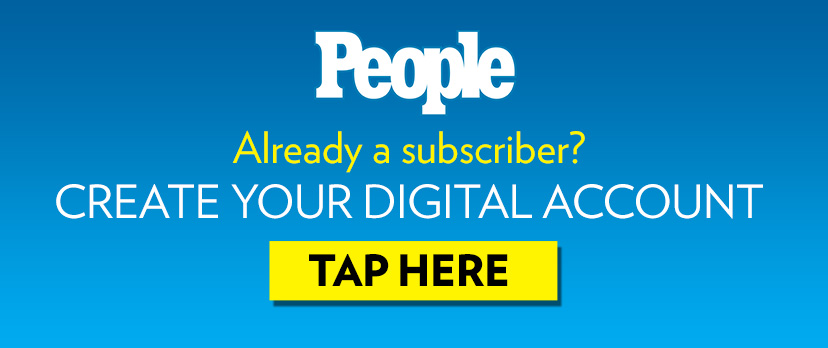 People
Already a subscriber?
CREATE YOUR DIGITAL ACCOUNT
TAP HERE